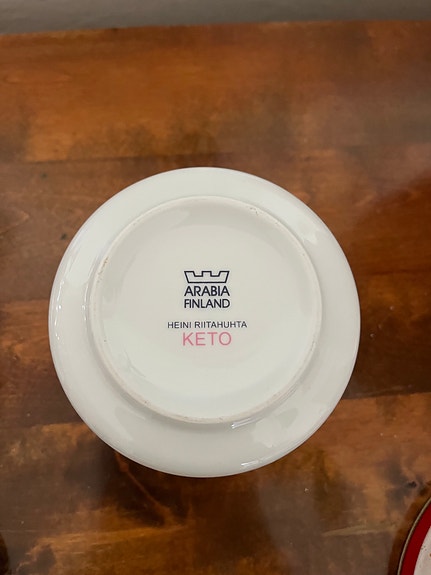 ARABIA
FINLAND
HEINI RIITAHUHTA
KETO